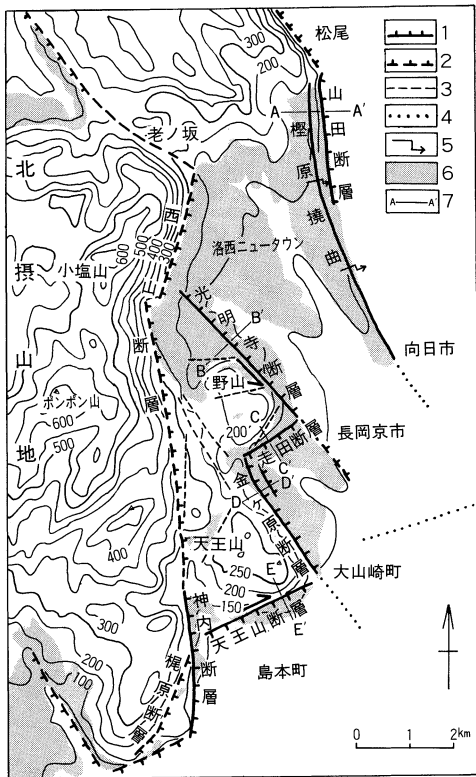 松尾
300
200
1
2
3
4
5
6
7
A—A'
A
A'
山田断層
樫原撓曲
老ノ坂
北摂山地
西山断層
小塩山
600
500
400
300
洛西ニュータウン
光明寺断層
B'
B
野山
向日市
ポンポン山
600
500
200
C
長岡京市
走田断層
C'
D'
D
金ヶ原断層
天王山
400
250
E
200
150
大山崎町
神内断層
天王山断層
E'
300
200
100
梶原断層
島本町
0 1 2km